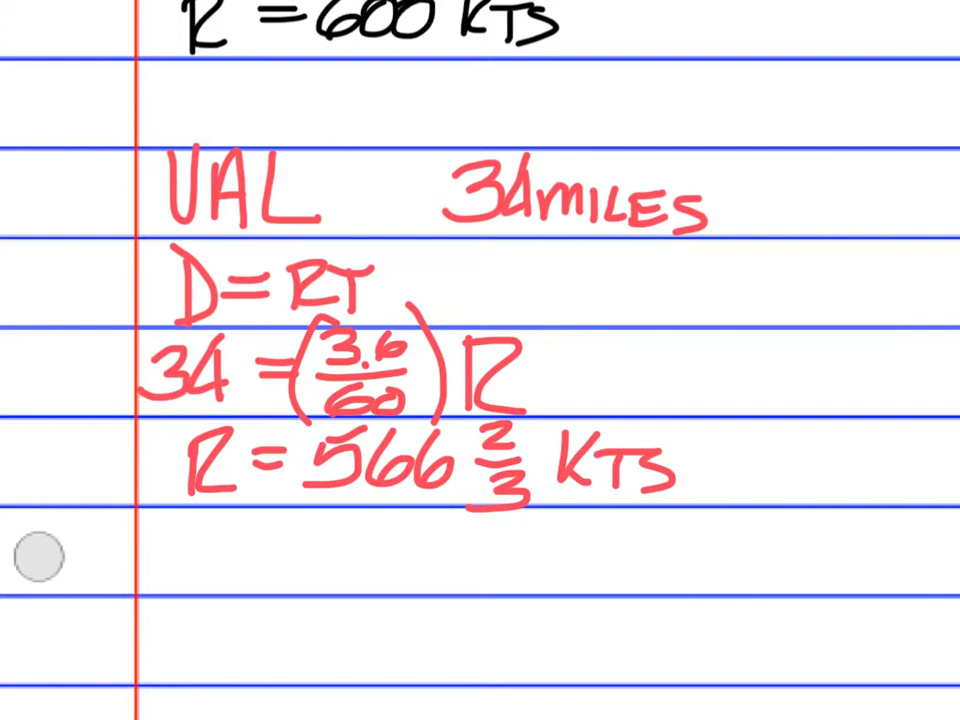 R = 600 KTS
UAL 34 MILES
D = RT
34 = (3.6/60) R
R = 566 2/3 KTS